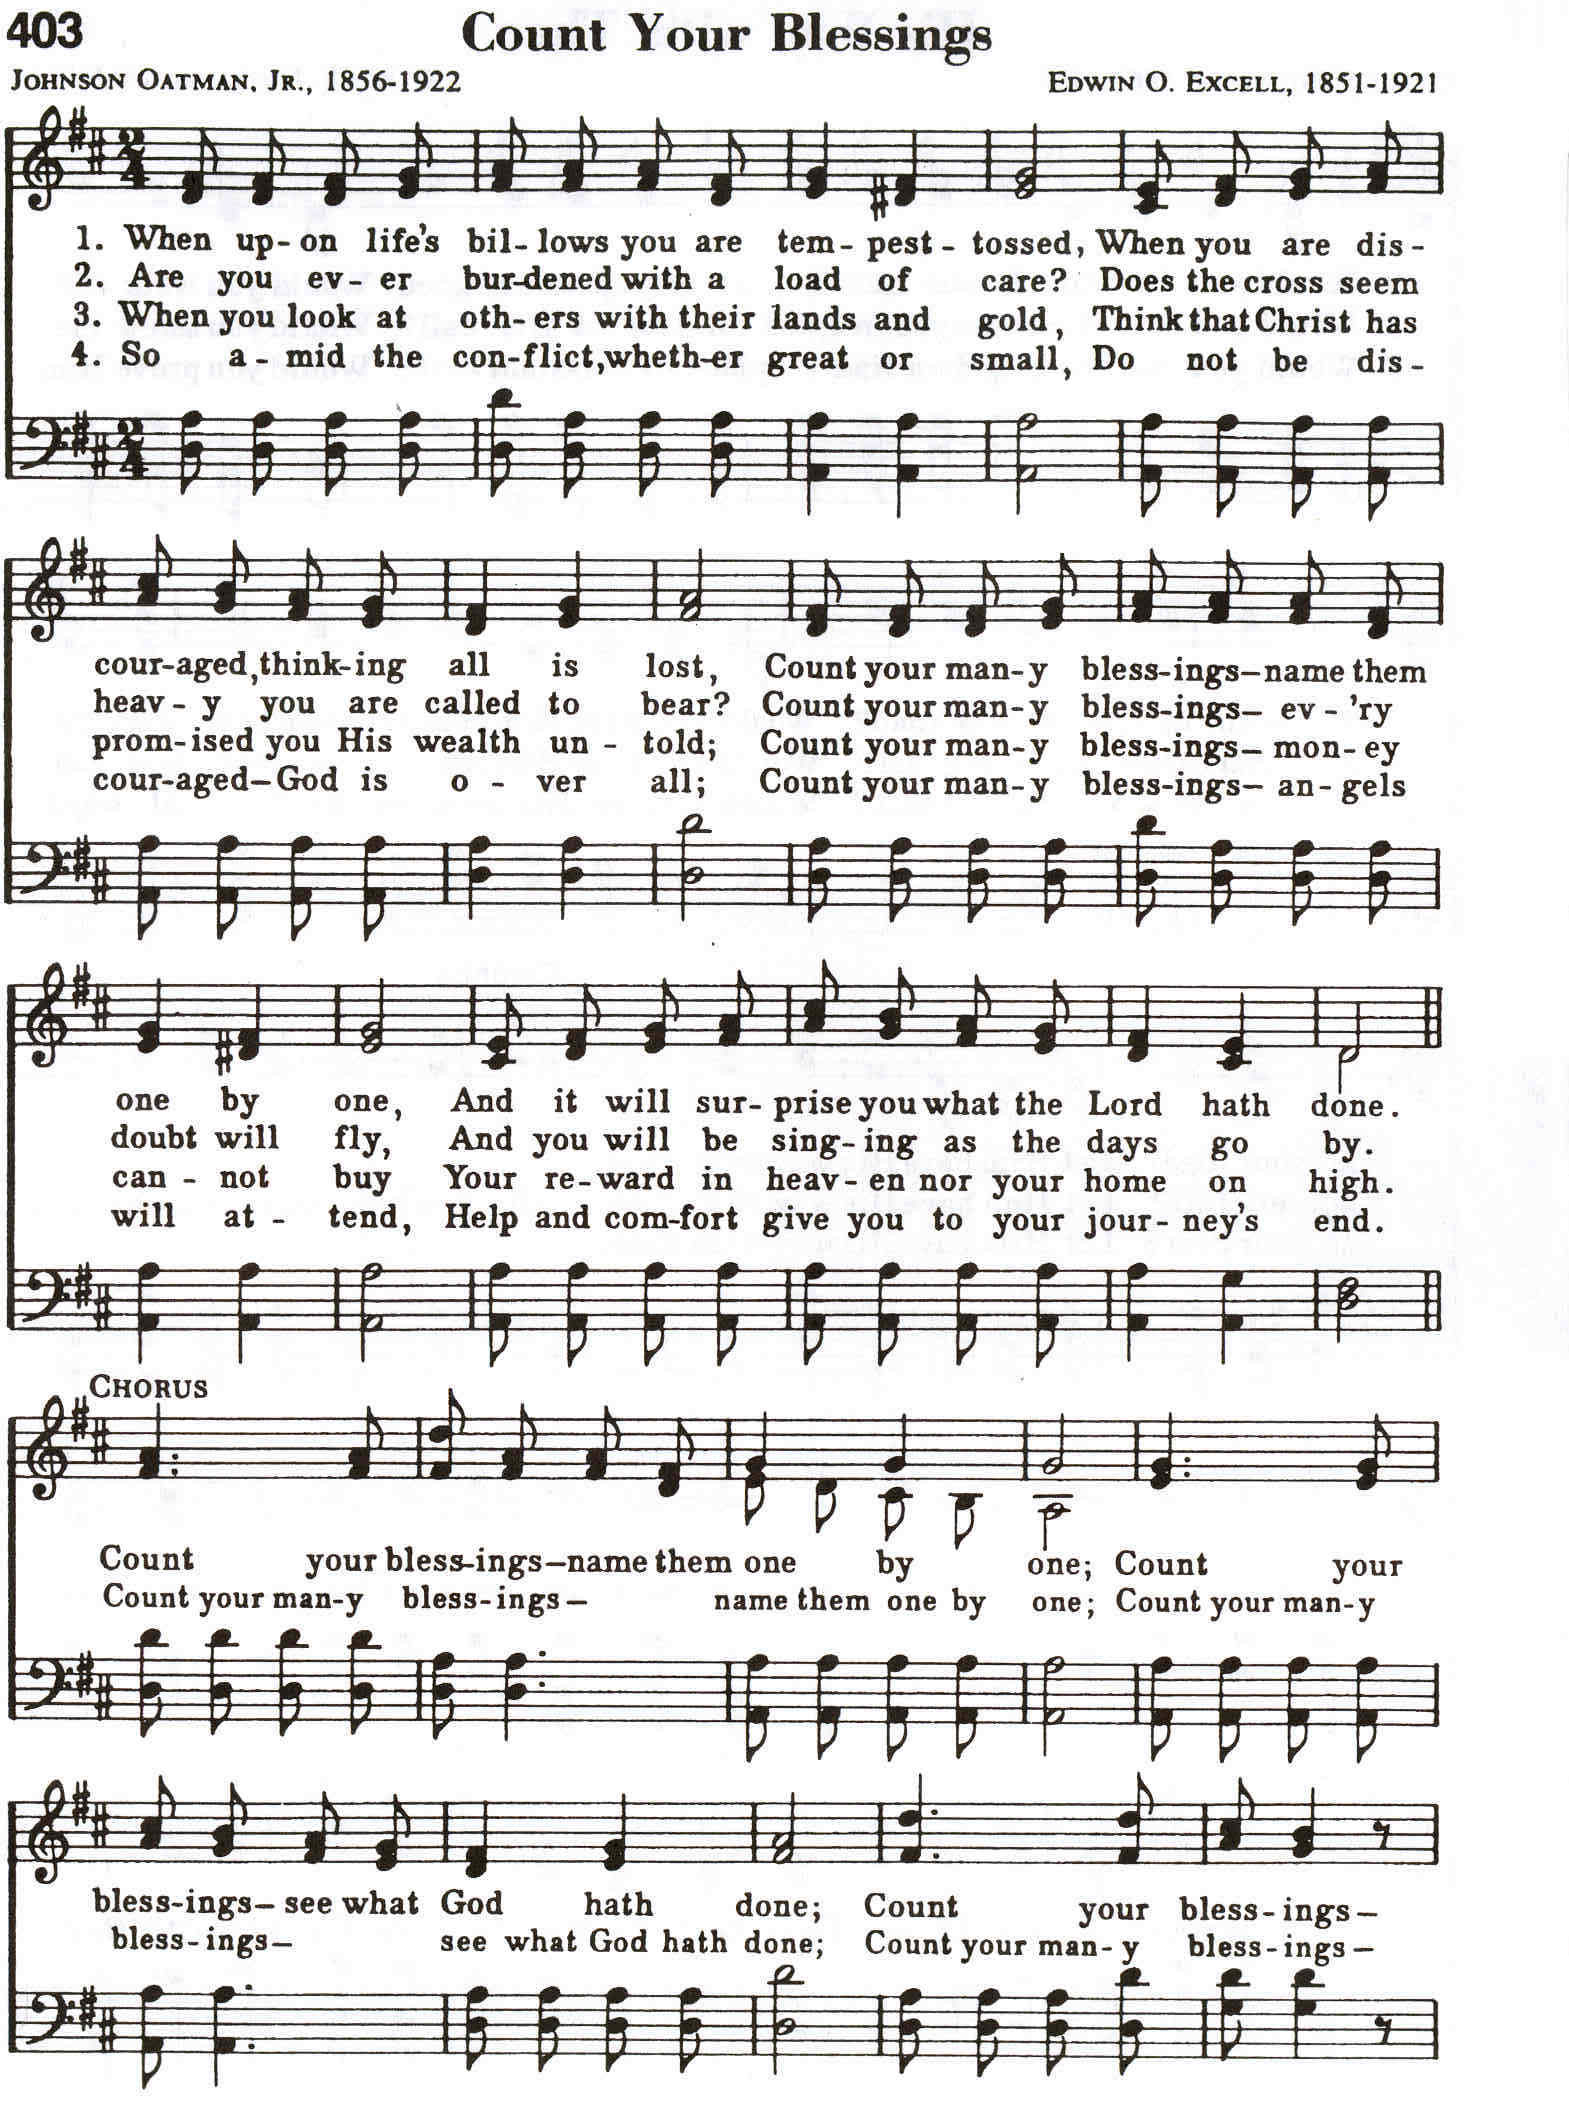 403 Count Your Blessings
JOHNSON OATMAN, JR., 1856-1922 EDWIN O. EXCELL, 1851-1921
1. When up-on life's bil-lows you are tem-pest-tossed, When you are dis-
2. Are you ev-er bur-dened with a load of care? Does the cross seem
3. When you look at oth-ers with their lands and gold, Think that Christ has
4. So a-mid the con-flict, wheth-er great or small, Do not be dis-
cour-aged, think-ing all is lost, Count your man-y bless-ings—name them
heav-y you are called to bear? Count your man-y bless-ings— ev-'ry
prom-ised you His wealth un-told; Count your man-y bless-ings— mon-ey
cour-aged—God is o-ver all; Count your man-y bless-ings— an-gels
one by one, And it will sur-prise you what the Lord hath done.
doubt will fly, And you will be sing-ing as the days go by.
can-not buy Your re-ward in heav-en nor your home on high.
will at-tend, Help and com-fort give you to your jour-ney's end.
CHORUS
Count your bless-ings—name them one by one; Count your
Count your man-y bless-ings— name them one by one; Count your man-y
bless-ings— see what God hath done; Count your bless-ings—
bless-ings— see what God hath done; Count your man-y bless-ings—